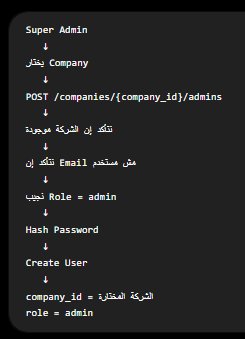 Super Admin
↓
يختار Company
↓
POST /companies/{company_id}/admins
↓
نتأكد إن الشركة موجودة
↓
نتأكد إن Email مش مستخدم
↓
نجيب Role = admin
↓
Hash Password
↓
Create User
↓
company_id = الشركة المختارة
role = admin